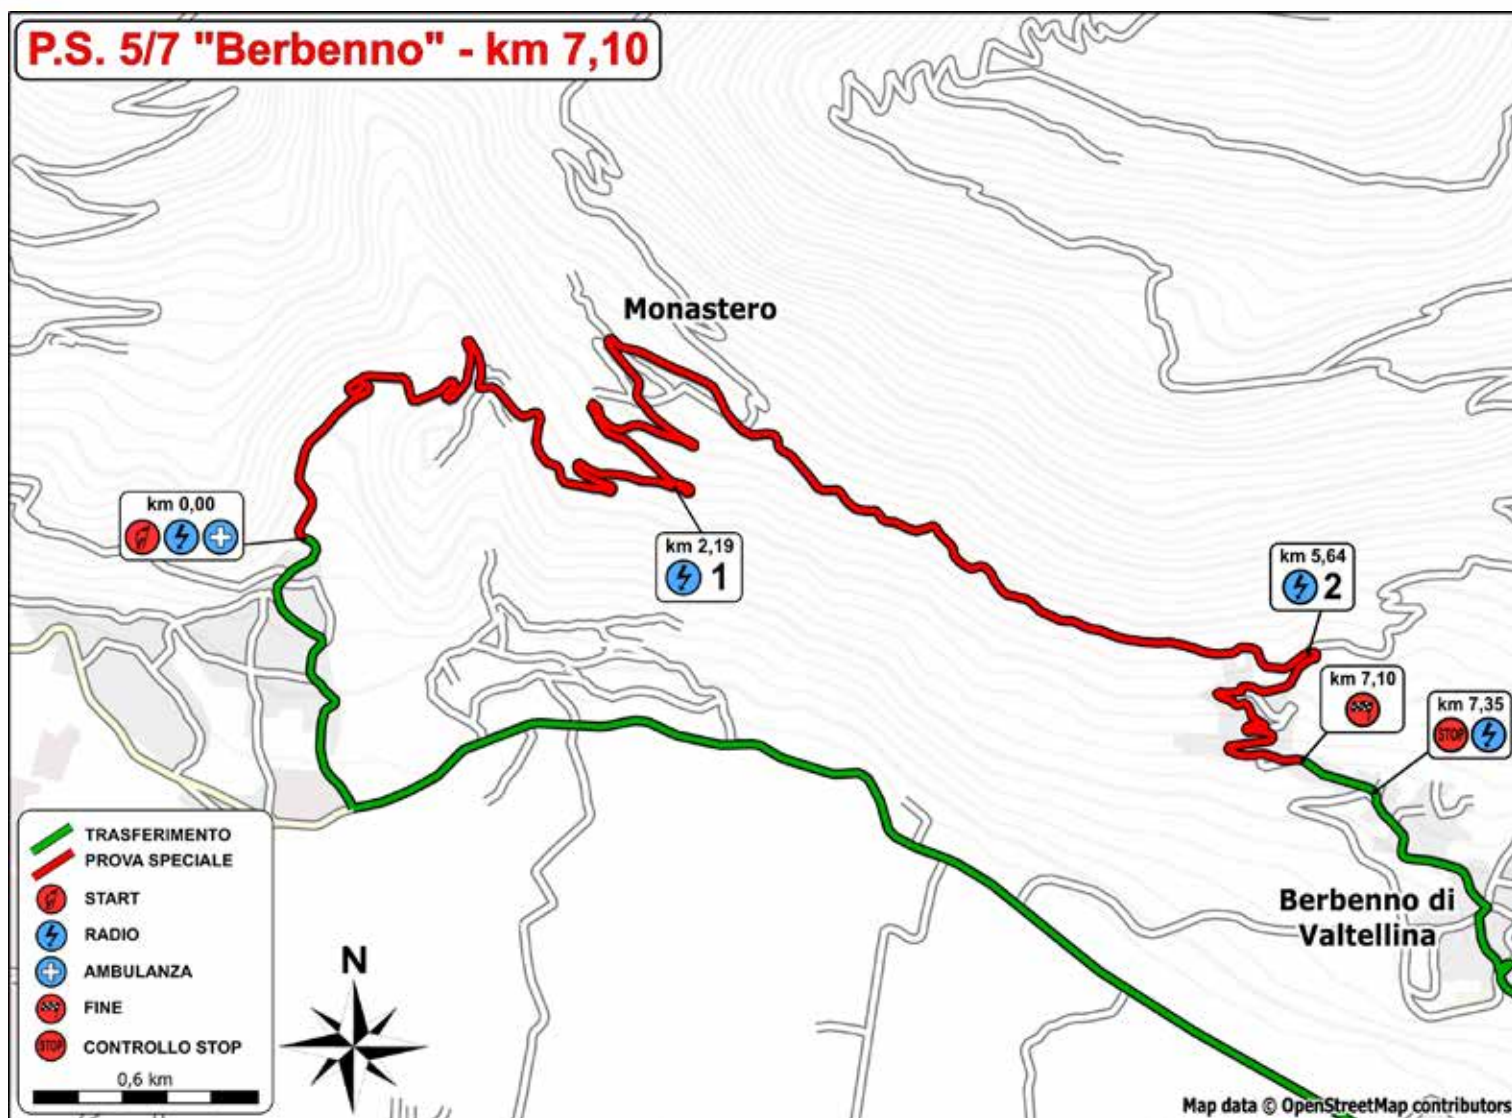 P.S. 5/7 "Berbenno" - km 7,10
Monastero
km 0,00
km 2,19
1
km 5,64
2
km 7,10
km 7,35
STOP
Berbenno di
Valtellina
TRASFERIMENTO
PROVA SPECIALE
START
RADIO
AMBULANZA
FINE
STOP
CONTROLLO STOP
0,6 km
N
Map data © OpenStreetMap contributors